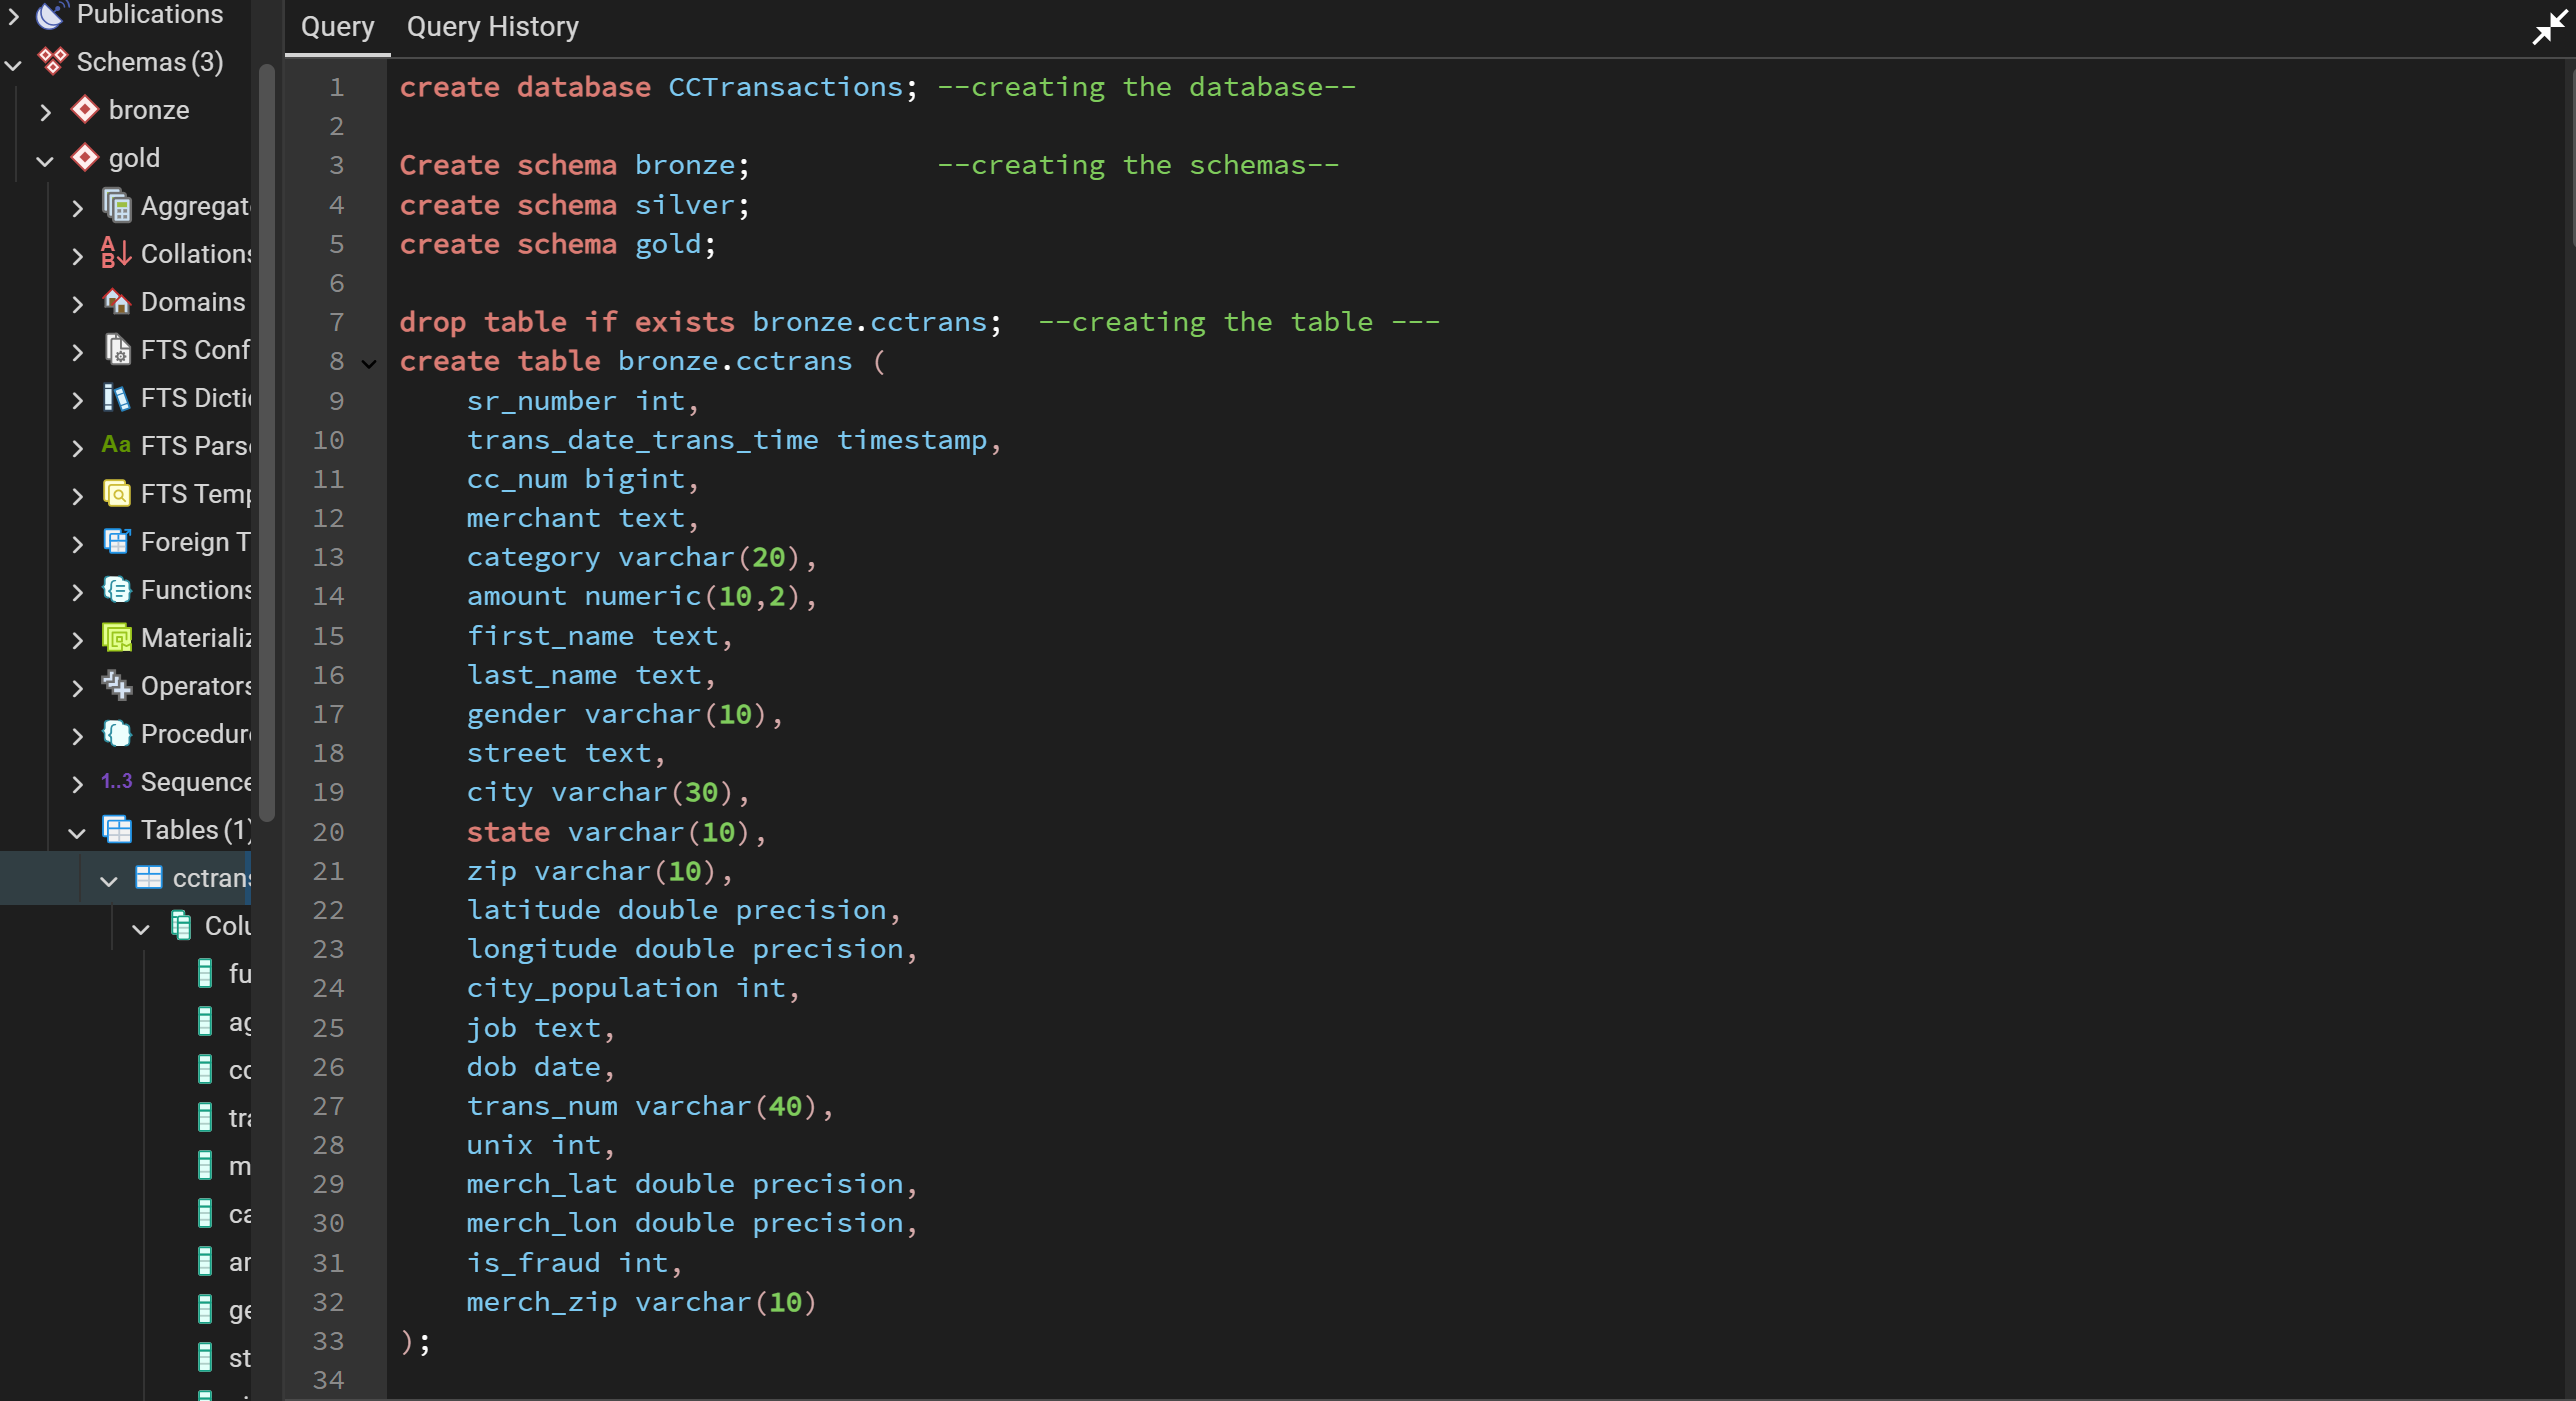 Publications
Schemas (3)
bronze
gold
Aggregat
Collations
Domains
FTS Conf
FTS Dicti
FTS Parse
FTS Temp
Foreign T
Functions
Materializ
Operators
Procedur
1..3 Sequence
Tables (1)
cctrans
Colu
fu
ag
cc
tra
m
ca
ar
ge
st
Query Query History
1 create database CCTransactions; --creating the database--
2
3 Create schema bronze; --creating the schemas--
4 create schema silver;
5 create schema gold;
6
7 drop table if exists bronze.cctrans; --creating the table ---
8 create table bronze.cctrans (
9 sr_number int,
10 trans_date_trans_time timestamp,
11 cc_num bigint,
12 merchant text,
13 category varchar(20),
14 amount numeric(10,2),
15 first_name text,
16 last_name text,
17 gender varchar(10),
18 street text,
19 city varchar(30),
20 state varchar(10),
21 zip varchar(10),
22 latitude double precision,
23 longitude double precision,
24 city_population int,
25 job text,
26 dob date,
27 trans_num varchar(40),
28 unix int,
29 merch_lat double precision,
30 merch_lon double precision,
31 is_fraud int,
32 merch_zip varchar(10)
33 );
34